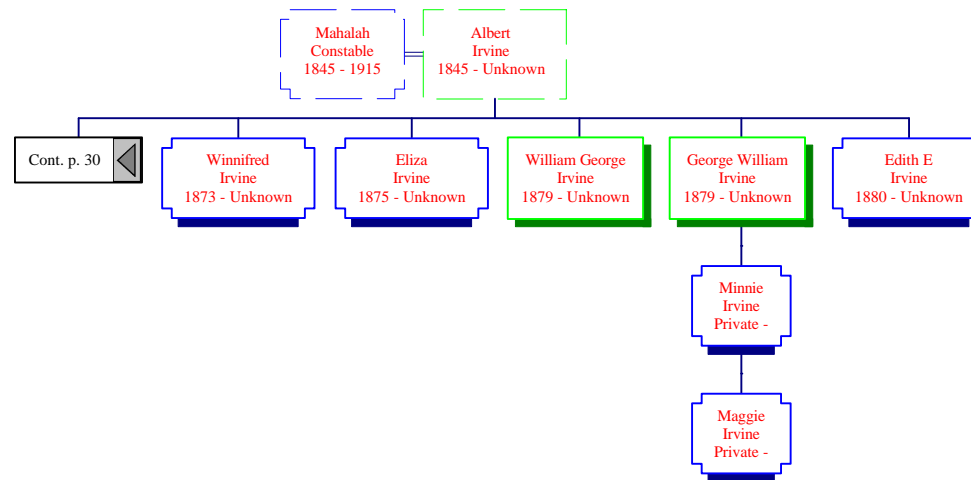 Mahalah
Constable
1845 - 1915
Albert
Irvine
1845 - Unknown
Cont. p. 30
Winnifred
Irvine
1873 - Unknown
Eliza
Irvine
1875 - Unknown
William George
Irvine
1879 - Unknown
George William
Irvine
1879 - Unknown
Edith E
Irvine
1880 - Unknown
Minnie
Irvine
Private -
Maggie
Irvine
Private -